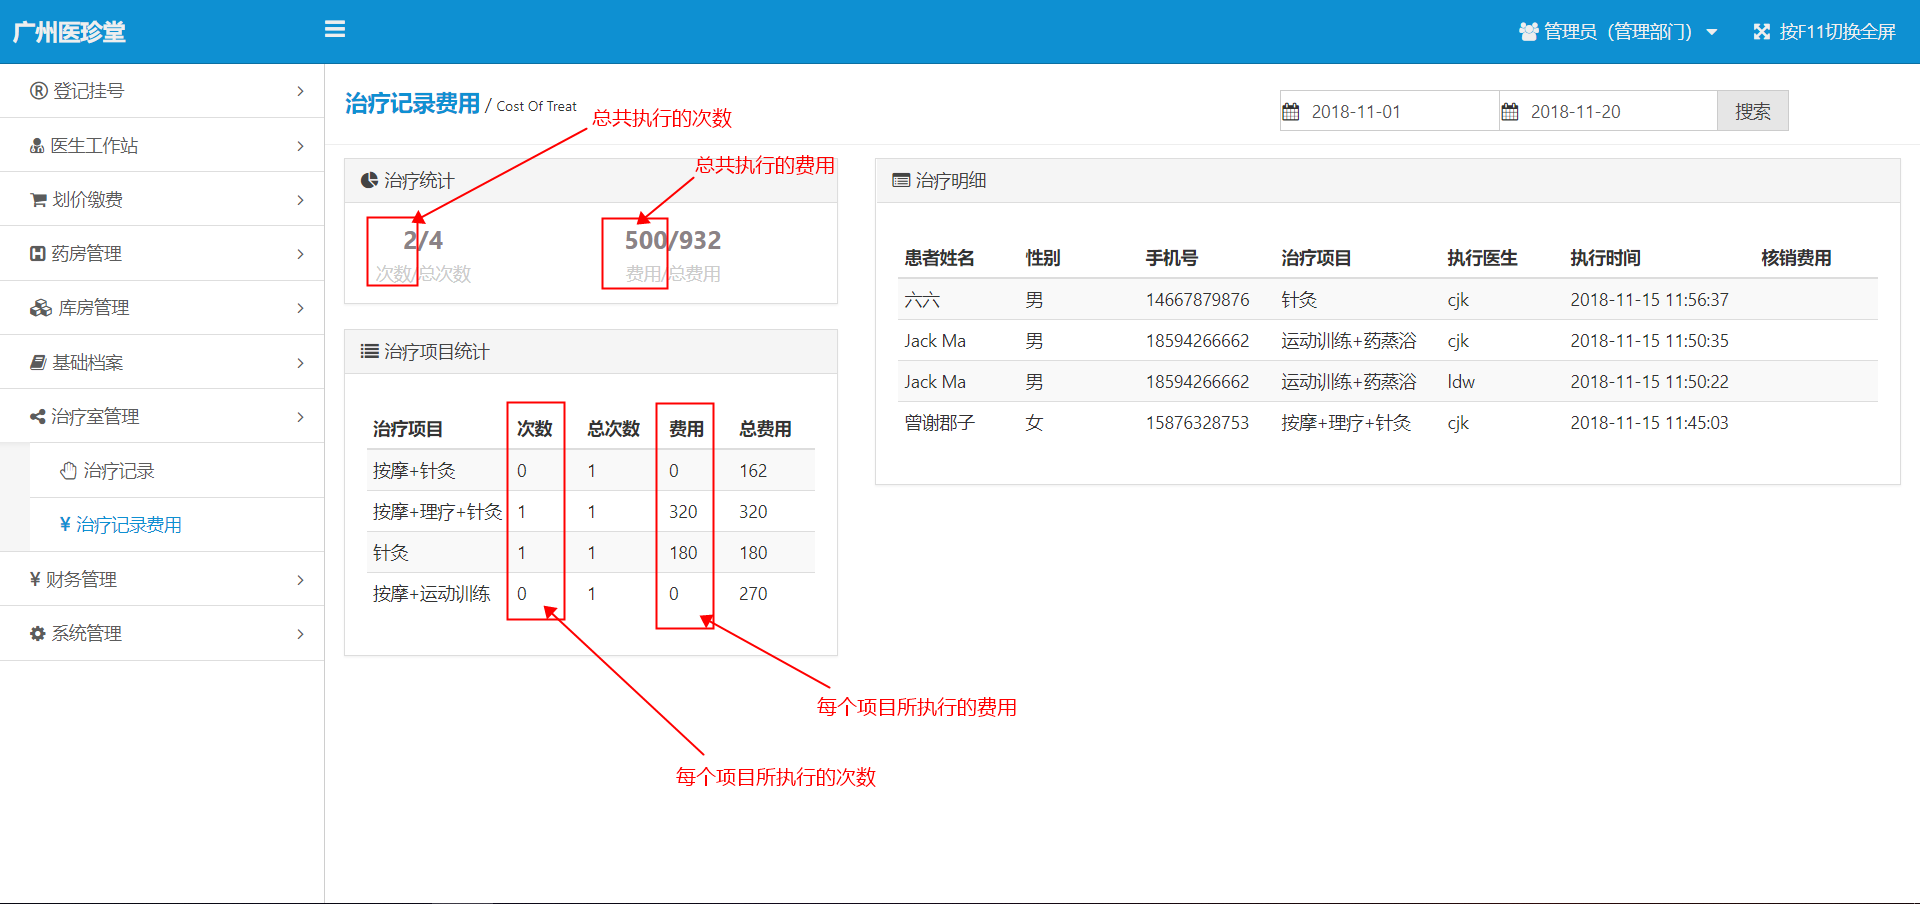 广州医珍堂
管理员（管理部门）
按F11切换全屏
登记挂号
医生工作站
划价缴费
药房管理
库房管理
基础档案
治疗室管理
治疗记录
¥ 治疗记录费用
¥ 财务管理
系统管理
治疗记录费用 / Cost Of Treat
2018-11-01 2018-11-20 搜索
总共执行的次数
总共执行的费用
治疗统计
2/4 500/932
次数/总次数 费用/总费用
治疗项目统计
治疗项目 次数 总次数 费用 总费用
按摩+针灸 0 1 0 162
按摩+理疗+针灸 1 1 320 320
针灸 1 1 180 180
按摩+运动训练 0 1 0 270
每个项目所执行的费用
每个项目所执行的次数
治疗明细
患者姓名 性别 手机号 治疗项目 执行医生 执行时间 核销费用
六六 男 14667879876 针灸 cjk 2018-11-15 11:56:37
Jack Ma 男 18594266662 运动训练+药蒸浴 cjk 2018-11-15 11:50:35
Jack Ma 男 18594266662 运动训练+药蒸浴 ldw 2018-11-15 11:50:22
曾谢郡子 女 15876328753 按摩+理疗+针灸 cjk 2018-11-15 11:45:03